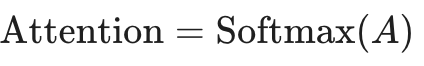 Attention = Softmax(A)